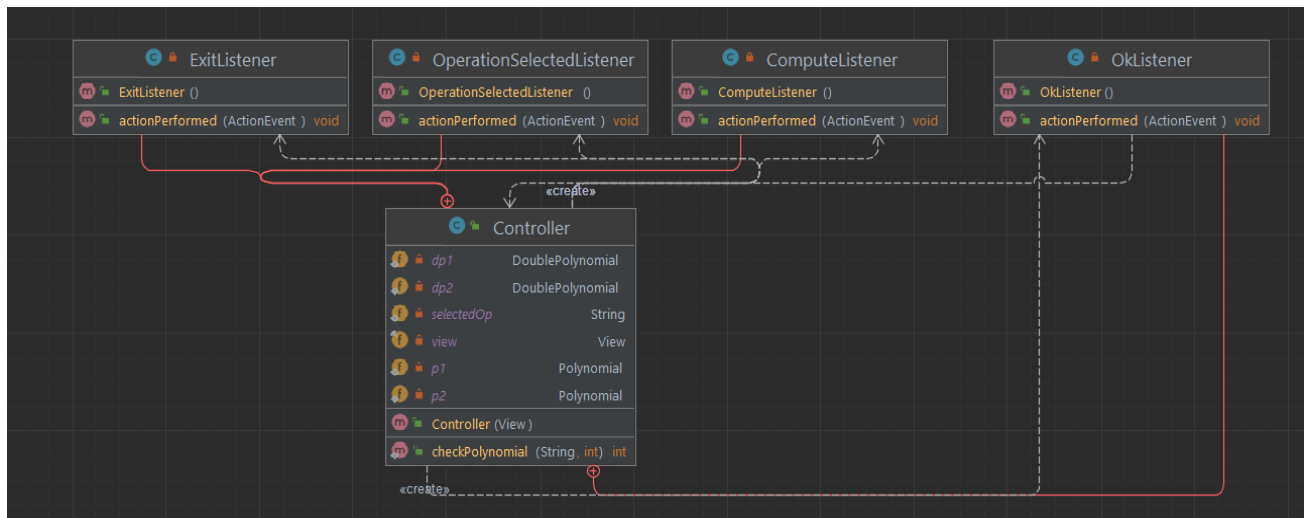 ExitListener
ExitListener ()
actionPerformed (ActionEvent ) void
OperationSelectedListener
OperationSelectedListener ()
actionPerformed (ActionEvent ) void
ComputeListener
ComputeListener ()
actionPerformed (ActionEvent ) void
OkListener
OkListener ()
actionPerformed (ActionEvent ) void
«create»
Controller
dp1 DoublePolynomial
dp2 DoublePolynomial
selectedOp String
view View
p1 Polynomial
p2 Polynomial
Controller (View )
checkPolynomial (String, int) int
«create»